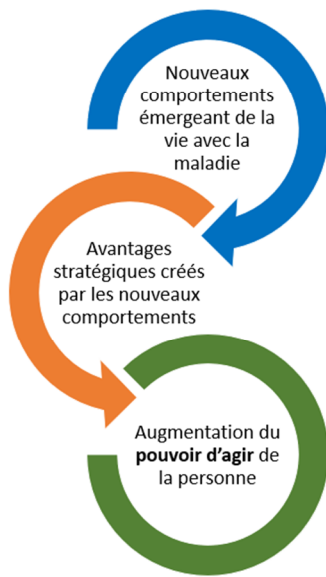 Nouveaux
comportements
émergeant de la
vie avec la
maladie
Avantages
stratégiques créés
par les nouveaux
comportements
Augmentation du
pouvoir d’agir de
la personne